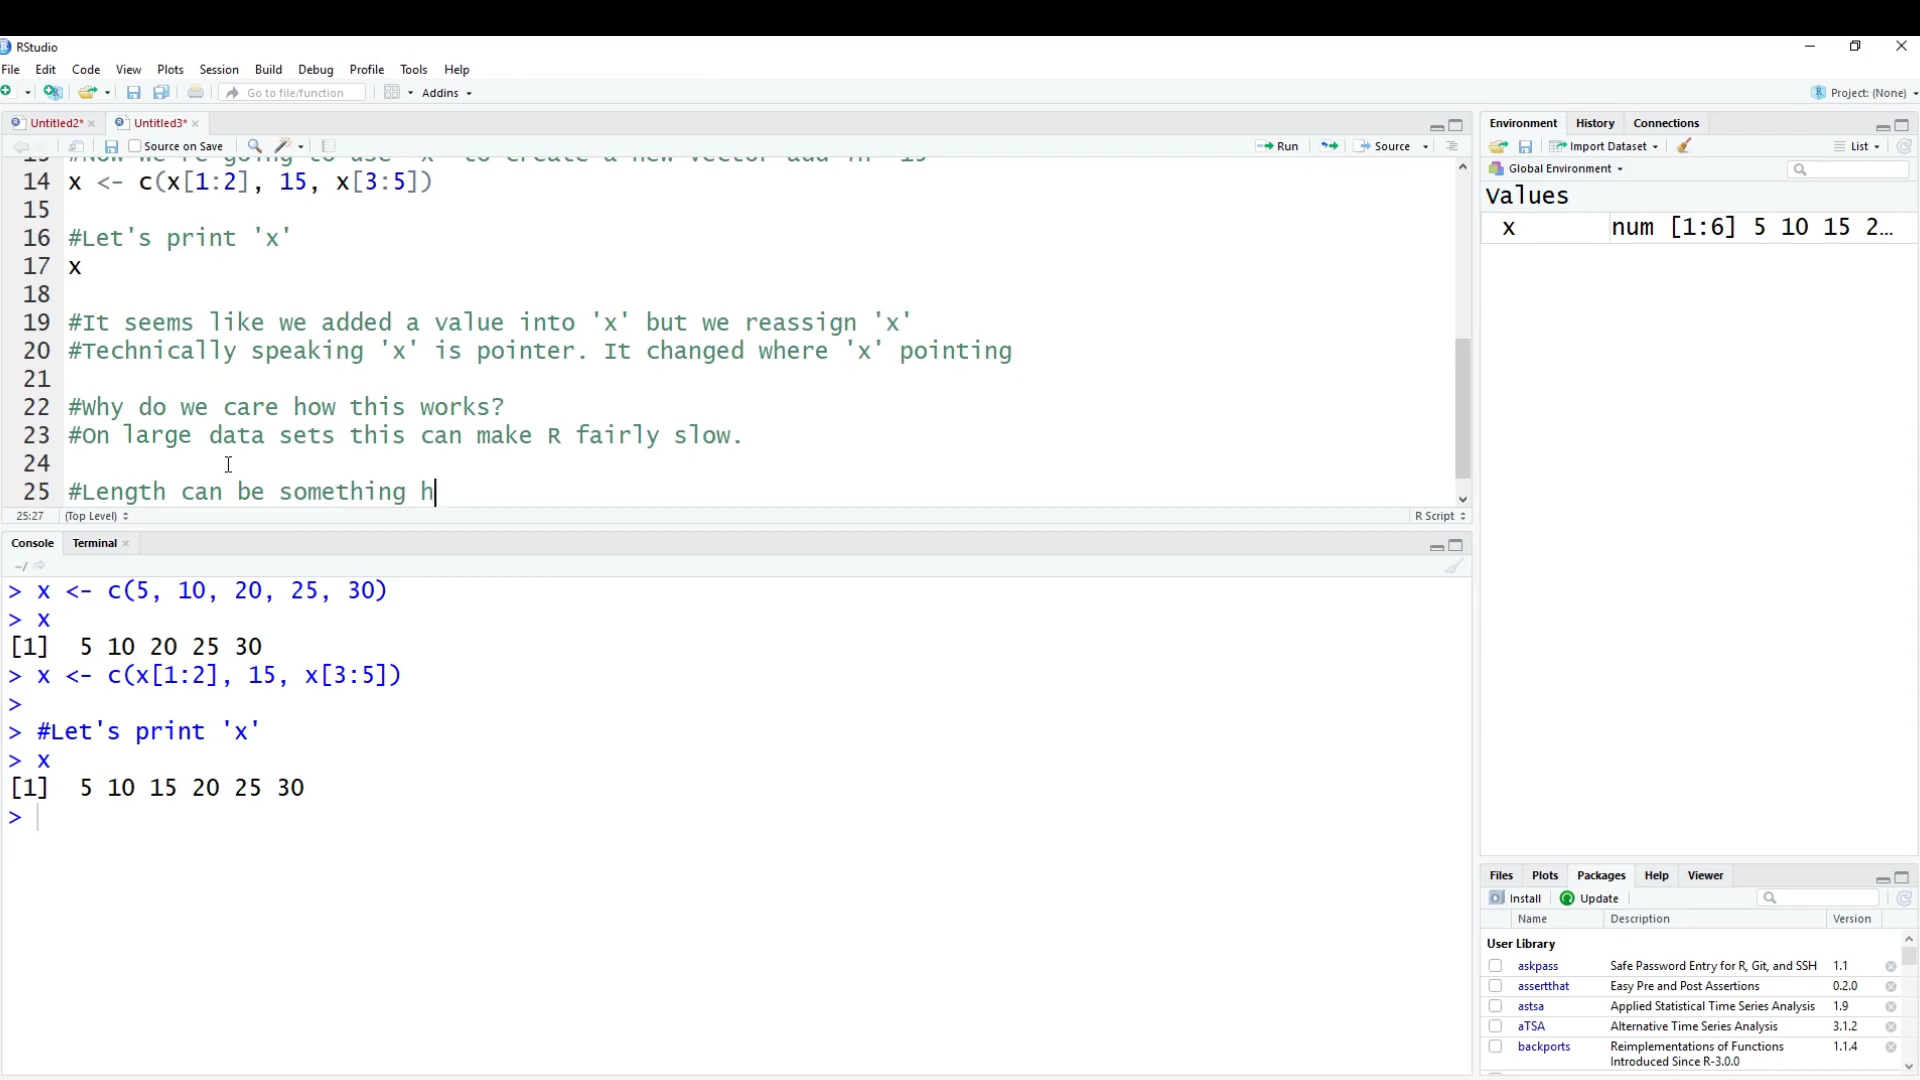 RStudio
File Edit Code View Plots Session Build Debug Profile Tools Help
Go to file/function Addins Project: (None)
Untitled2* Untitled3*
Source on Save Run Source
14 x <- c(x[1:2], 15, x[3:5])
15
16 #Let's print 'x'
17 x
18
19 #It seems like we added a value into 'x' but we reassign 'x'
20 #Technically speaking 'x' is pointer. It changed where 'x' pointing
21
22 #Why do we care how this works?
23 #On large data sets this can make R fairly slow.
24
25 #Length can be something h
25:27 (Top Level) R Script
Console Terminal
~/
> x <- c(5, 10, 20, 25, 30)
> x
[1] 5 10 20 25 30
> x <- c(x[1:2], 15, x[3:5])
>
> #Let's print 'x'
> x
[1] 5 10 15 20 25 30
>
Environment History Connections
Import Dataset List
Global Environment
Values
x num [1:6] 5 10 15 2...
Files Plots Packages Help Viewer
Install Update
Name Description Version
User Library
askpass Safe Password Entry for R, Git, and SSH 1.1
assertthat Easy Pre and Post Assertions 0.2.0
astsa Applied Statistical Time Series Analysis 1.9
aTSA Alternative Time Series Analysis 3.1.2
backports Reimplementations of Functions 1.1.4
Introduced Since R-3.0.0